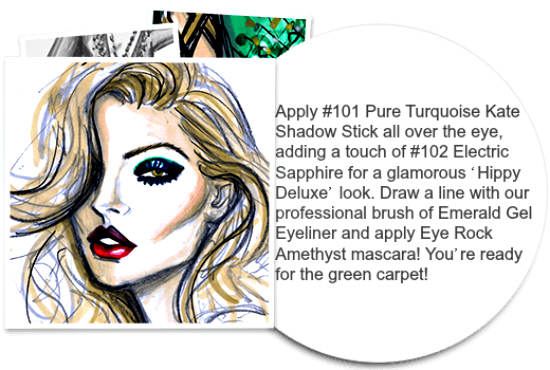 Apply #101 Pure Turquoise Kate
Shadow Stick all over the eye,
adding a touch of #102 Electric
Sapphire for a glamorous ‘Hippy
Deluxe’ look. Draw a line with our
professional brush of Emerald Gel
Eyeliner and apply Eye Rock
Amethyst mascara! You’re ready
for the green carpet!